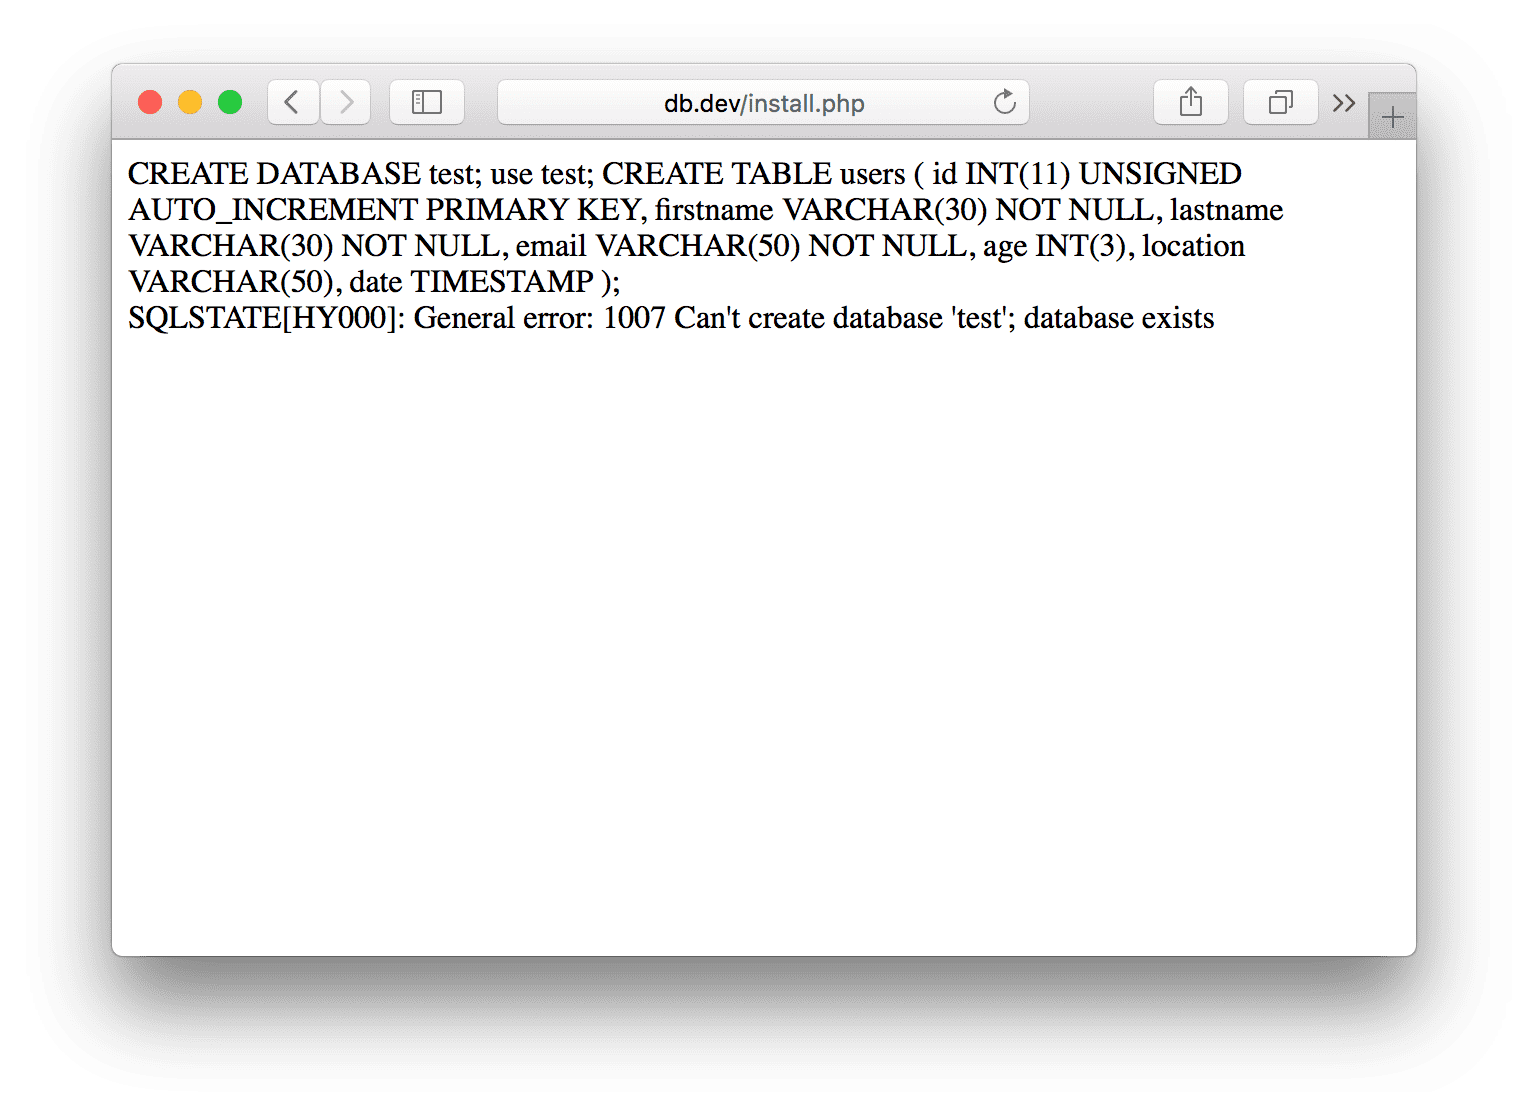 db.dev/install.php
CREATE DATABASE test; use test; CREATE TABLE users ( id INT(11) UNSIGNED
AUTO_INCREMENT PRIMARY KEY, firstname VARCHAR(30) NOT NULL, lastname
VARCHAR(30) NOT NULL, email VARCHAR(50) NOT NULL, age INT(3), location
VARCHAR(50), date TIMESTAMP );
SQLSTATE[HY000]: General error: 1007 Can't create database 'test'; database exists